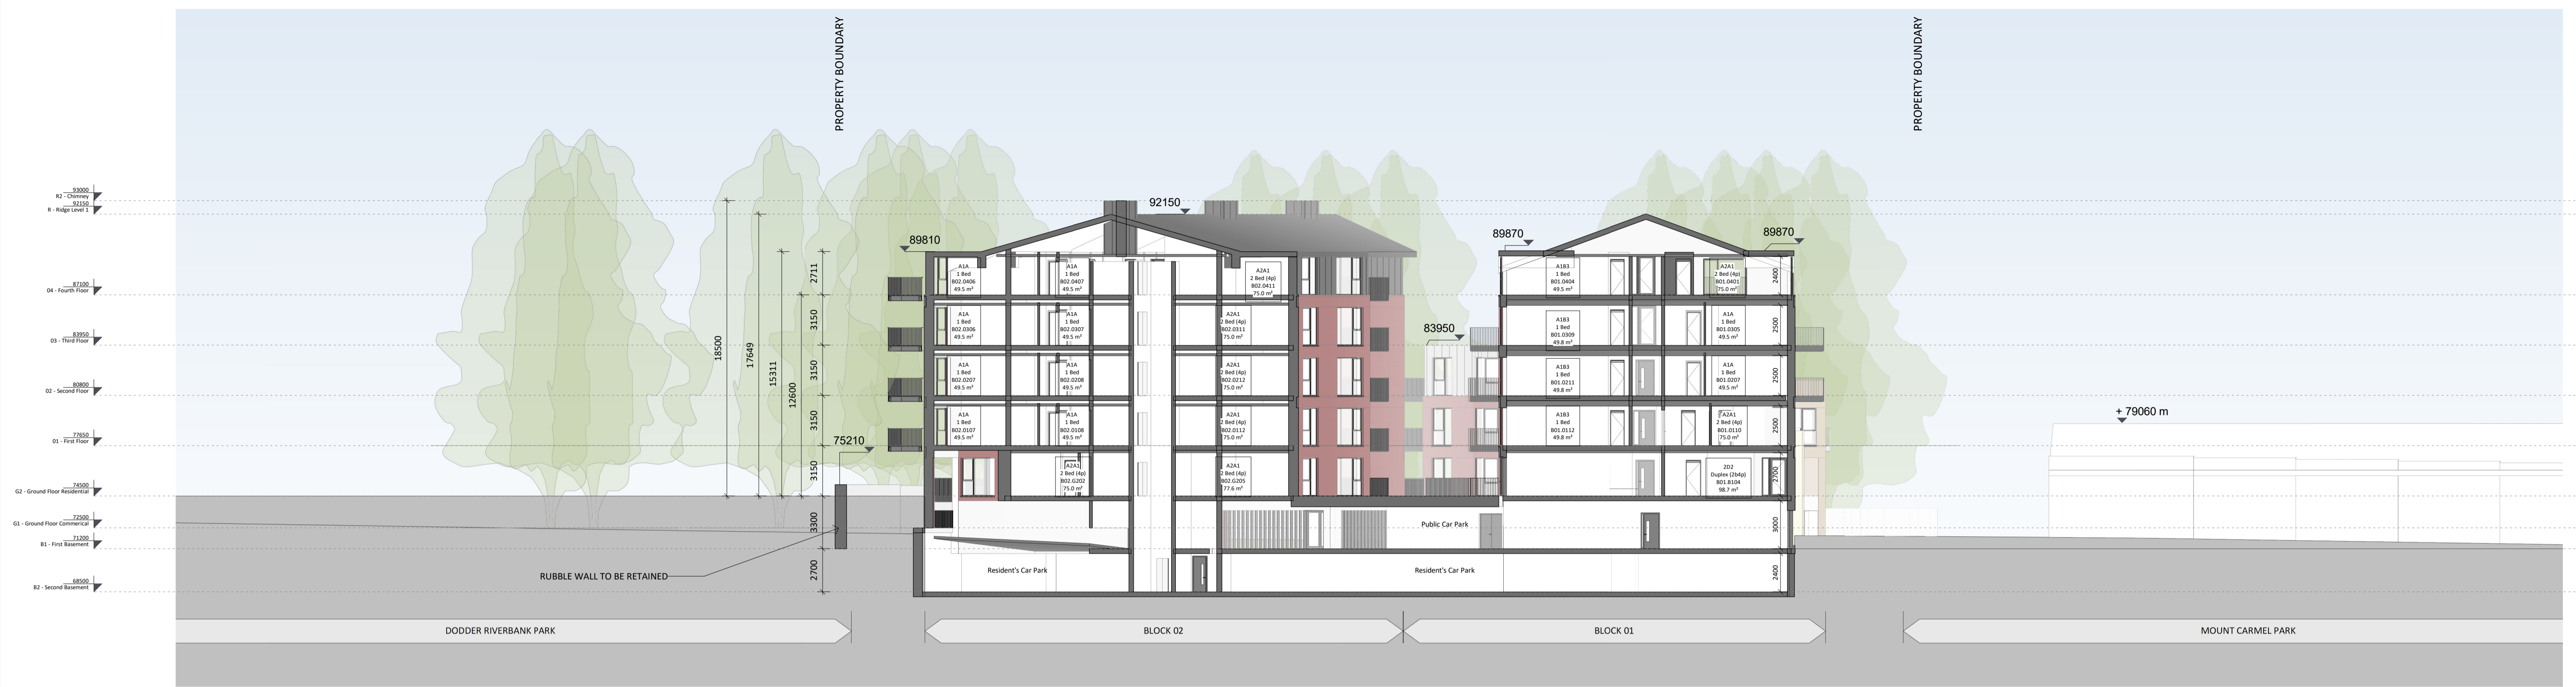 PROPERTY BOUNDARY
PROPERTY BOUNDARY
93000
R2 - Chimney
92150
R - Ridge Level 1
87100
04 - Fourth Floor
83950
03 - Third Floor
80800
02 - Second Floor
77650
01 - First Floor
74500
G2 - Ground Floor Residential
72500
G1 - Ground Floor Commerical
71200
B1 - First Basement
68500
B2 - Second Basement
18500
17649
15311
12600
2711
3150
3150
3150
3150
3300
2700
75210
89810
92150
83950
89870
89870
+ 79060 m
A1A
1 Bed
B02.0406
49.5 m²
A1A
1 Bed
B02.0407
49.5 m²
A2A1
2 Bed (4p)
B02.0411
75.0 m²
A1B3
1 Bed
B01.0404
49.5 m²
A2A1
2 Bed (4p)
B01.0401
75.0 m²
2400
A1A
1 Bed
B02.0306
49.5 m²
A1A
1 Bed
B02.0307
49.5 m²
A2A1
2 Bed (4p)
B02.0311
75.0 m²
A1B3
1 Bed
B01.0309
49.8 m²
A1A
1 Bed
B01.0305
49.5 m²
2500
A1A
1 Bed
B02.0207
49.5 m²
A1A
1 Bed
B02.0208
49.5 m²
A2A1
2 Bed (4p)
B02.0212
75.0 m²
A1B3
1 Bed
B01.0211
49.8 m²
A1A
1 Bed
B01.0207
49.5 m²
2500
A1A
1 Bed
B02.0107
49.5 m²
A1A
1 Bed
B02.0108
49.5 m²
A2A1
2 Bed (4p)
B02.0112
75.0 m²
A1B3
1 Bed
B01.0112
49.8 m²
A2A1
2 Bed (4p)
B01.0110
75.0 m²
2500
A2A1
2 Bed (4p)
B02.G202
75.0 m²
A2A1
2 Bed (4p)
B02.G205
77.6 m²
2D2
Duplex (2b4p)
B01.B104
98.7 m²
2700
Public Car Park
3000
Resident's Car Park
Resident's Car Park
2400
RUBBLE WALL TO BE RETAINED
DODDER RIVERBANK PARK
BLOCK 02
BLOCK 01
MOUNT CARMEL PARK